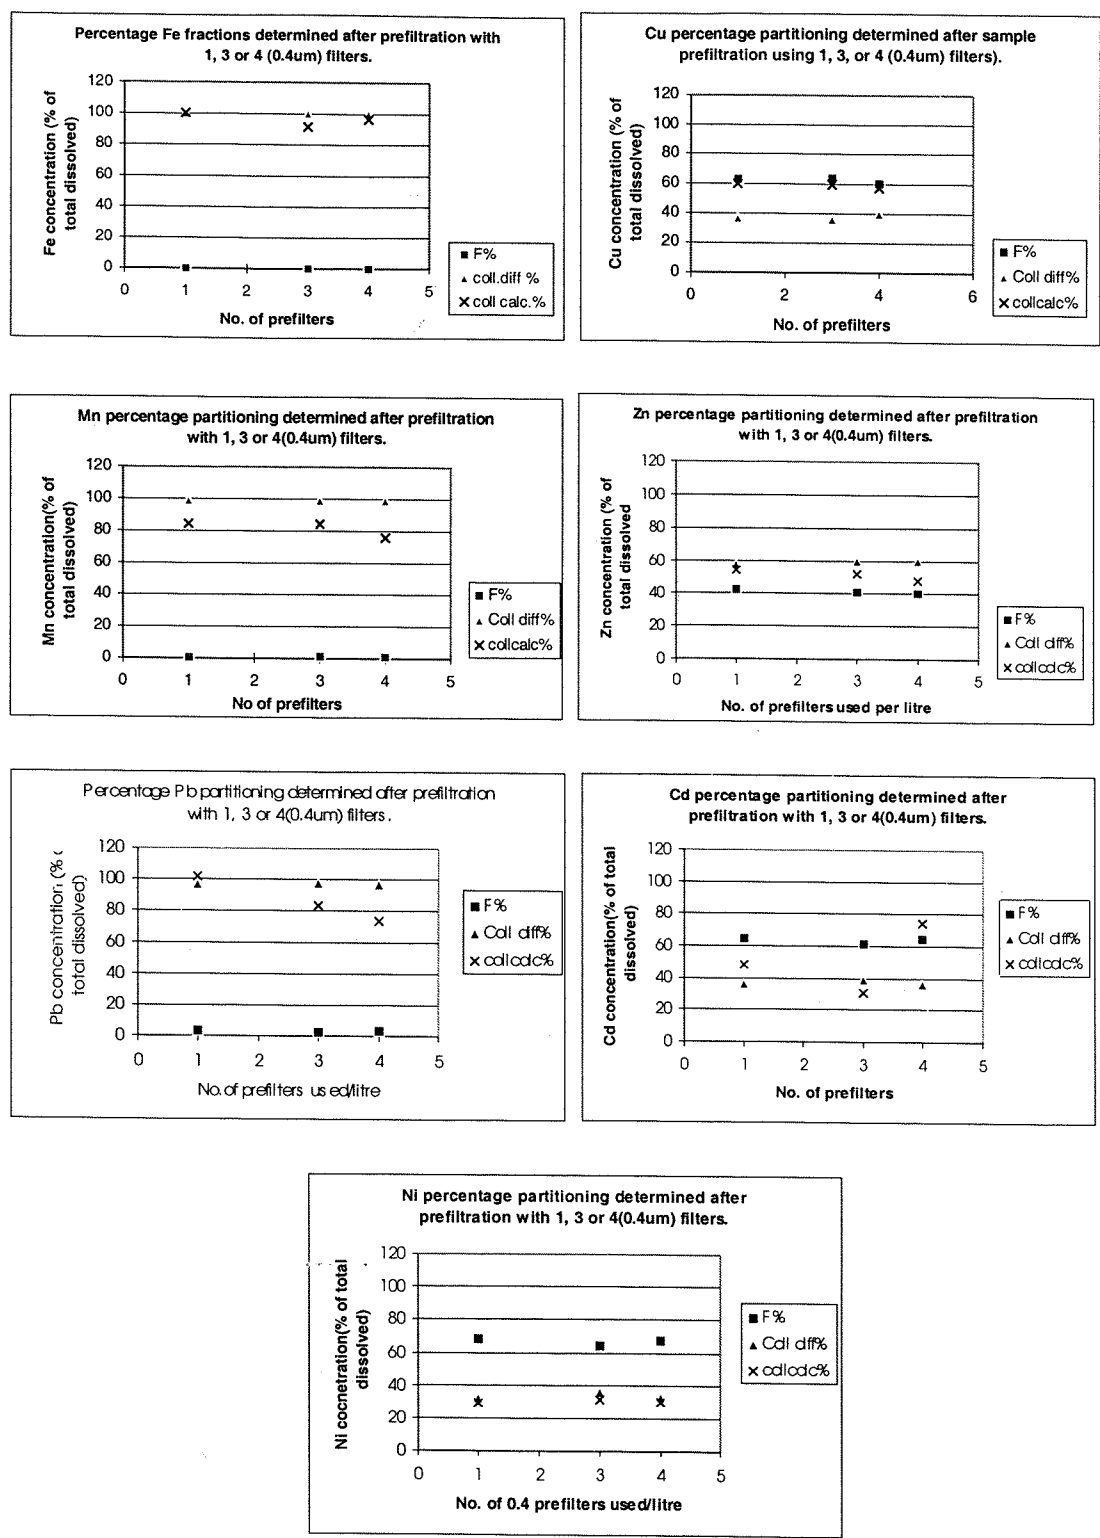 Percentage Fe fractions determined after prefiltration with
1, 3 or 4 (0.4um) filters.
Fe concentration (% of
total dissolved)
120
100
80
60
40
20
0
0 1 2 3 4 5
No. of prefilters
F%
coll.diff %
coll calc.%
Cu percentage partitioning determined after sample
prefiltration using 1, 3, or 4 (0.4um) filters).
Cu concentration (% of
total dissolved)
120
100
80
60
40
20
0
0 2 4 6
No. of prefilters
F%
Coll diff%
collcalc%
Mn percentage partitioning determined after prefiltration
with 1, 3 or 4(0.4um) filters.
Mn concentration(% of
total dissolved)
120
100
80
60
40
20
0
0 1 2 3 4 5
No of prefilters
F%
Coll diff%
collcalc%
Zn percentage partitioning determined after prefiltration
with 1, 3 or 4(0.4um) filters.
Zn concentration (% of
total dissolved
120
100
80
60
40
20
0
0 1 2 3 4 5
No. of prefilters used per litre
F%
Coll diff%
collcalc%
Percentage Pb partitioning determined after prefiltration
with 1, 3 or 4(0.4um) filters.
Pb concentration (% 
total dissolved)
120
100
80
60
40
20
0
0 1 2 3 4 5
No. of prefilters used/litre
F%
Coll diff%
collcalc%
Cd percentage partitioning determined after
prefiltration with 1, 3 or 4(0.4um) filters.
Cd concentration(% of total
dissolved)
120
100
80
60
40
20
0
0 1 2 3 4 5
No. of prefilters
F%
Coll diff%
collcalc%
Ni percentage partitioning determined after
prefiltration with 1, 3 or 4(0.4um) filters.
Ni cocnetration(% of total
dissolved)
120
100
80
60
40
20
0
0 1 2 3 4 5
No. of 0.4 prefilters used/litre
F%
Coll diff%
collcalc%